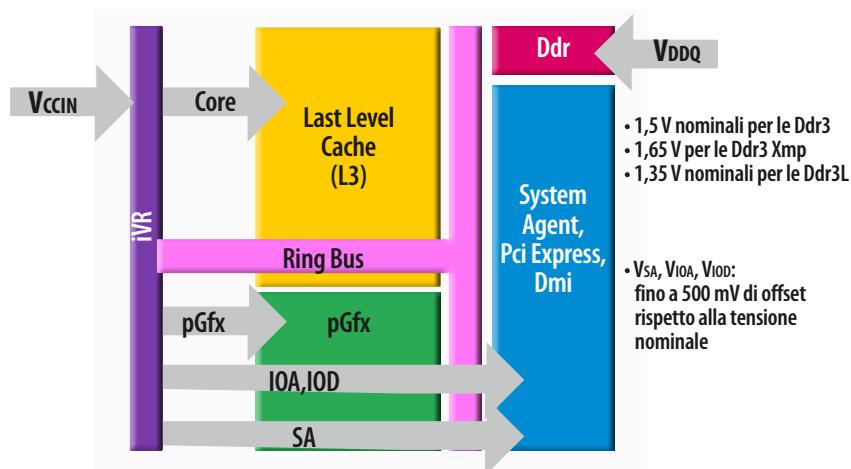 Ddr
VDDQ
VCCIN
Core
Last Level
Cache
(L3)
• 1,5 V nominali per le Ddr3
• 1,65 V per le Ddr3 Xmp
• 1,35 V nominali per le Ddr3L
iVR
System
Agent,
Pci Express,
Dmi
Ring Bus
• VSA, VIOA, VIOD:
fino a 500 mV di offset
rispetto alla tensione
nominale
pGfx
pGfx
IOA,IOD
SA